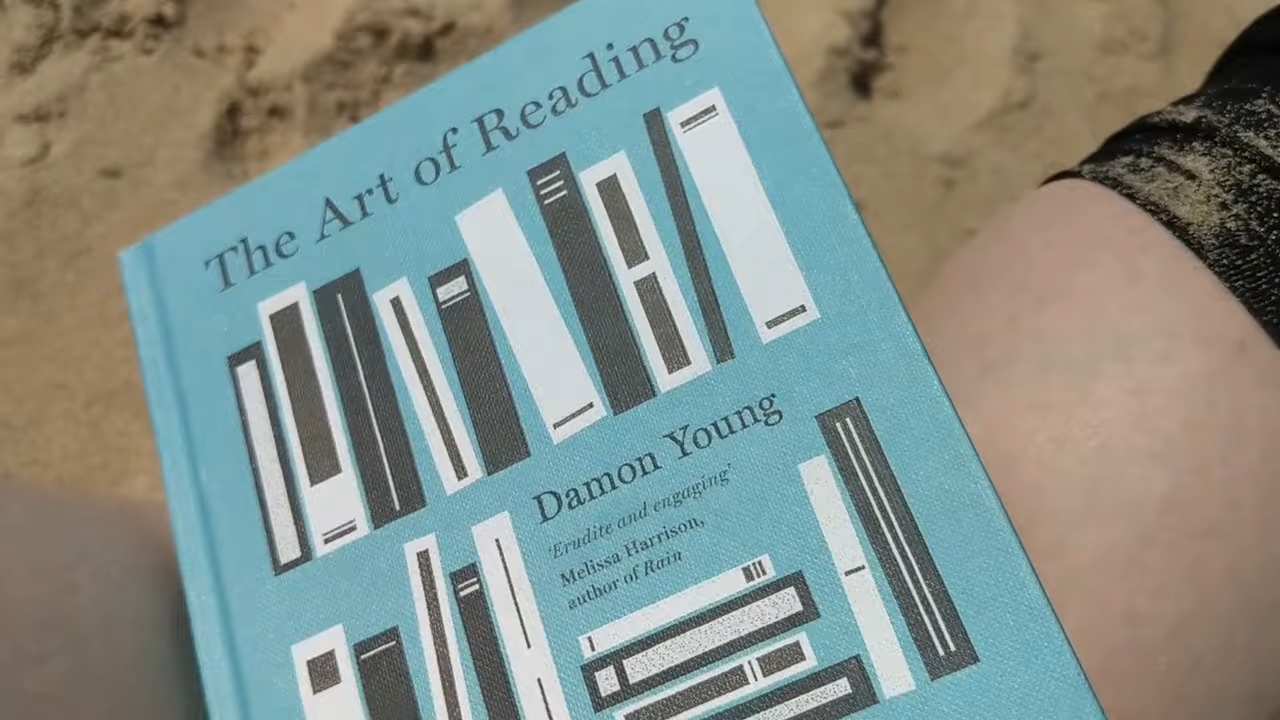 The Art of Reading
Damon Young
'Erudite and engaging'
Melissa Harrison,
author of Rain